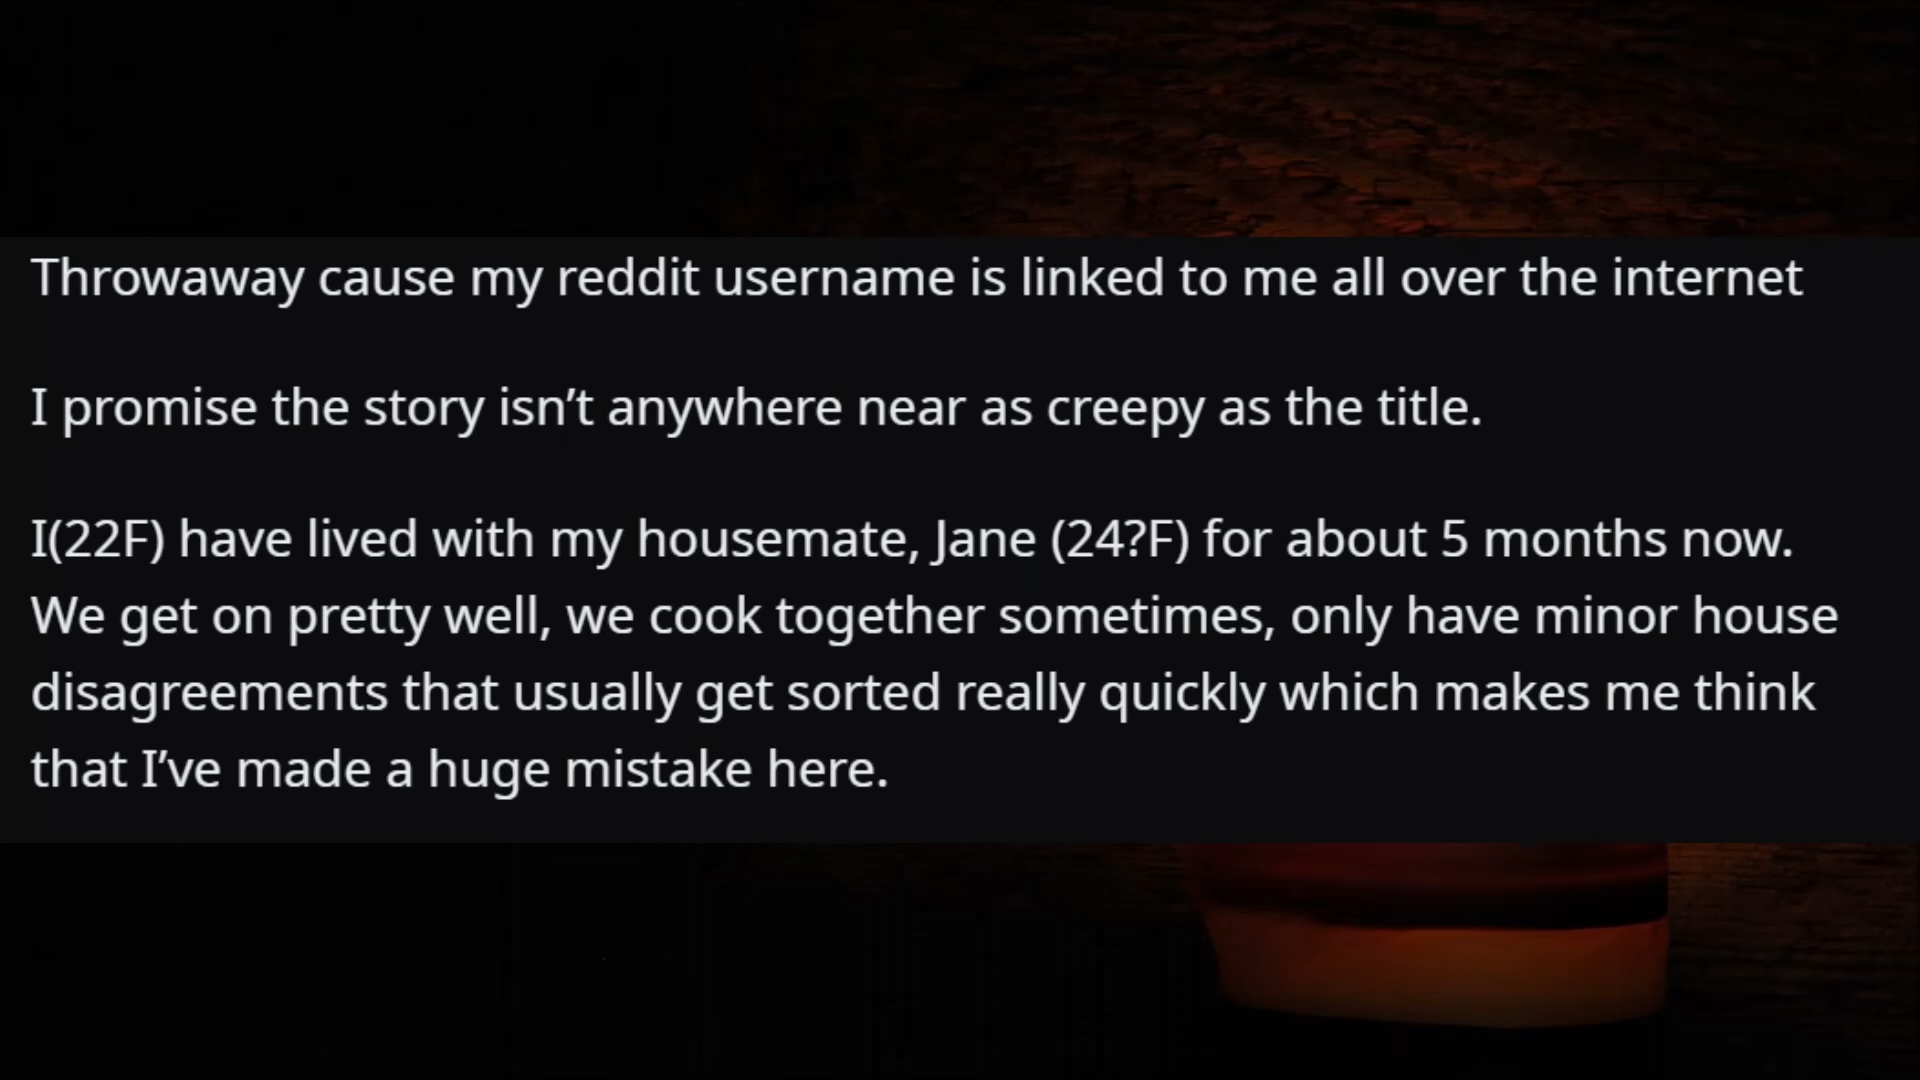 Throwaway cause my reddit username is linked to me all over the internet
I promise the story isn’t anywhere near as creepy as the title.
I(22F) have lived with my housemate, Jane (24?F) for about 5 months now.
We get on pretty well, we cook together sometimes, only have minor house
disagreements that usually get sorted really quickly which makes me think
that I’ve made a huge mistake here.